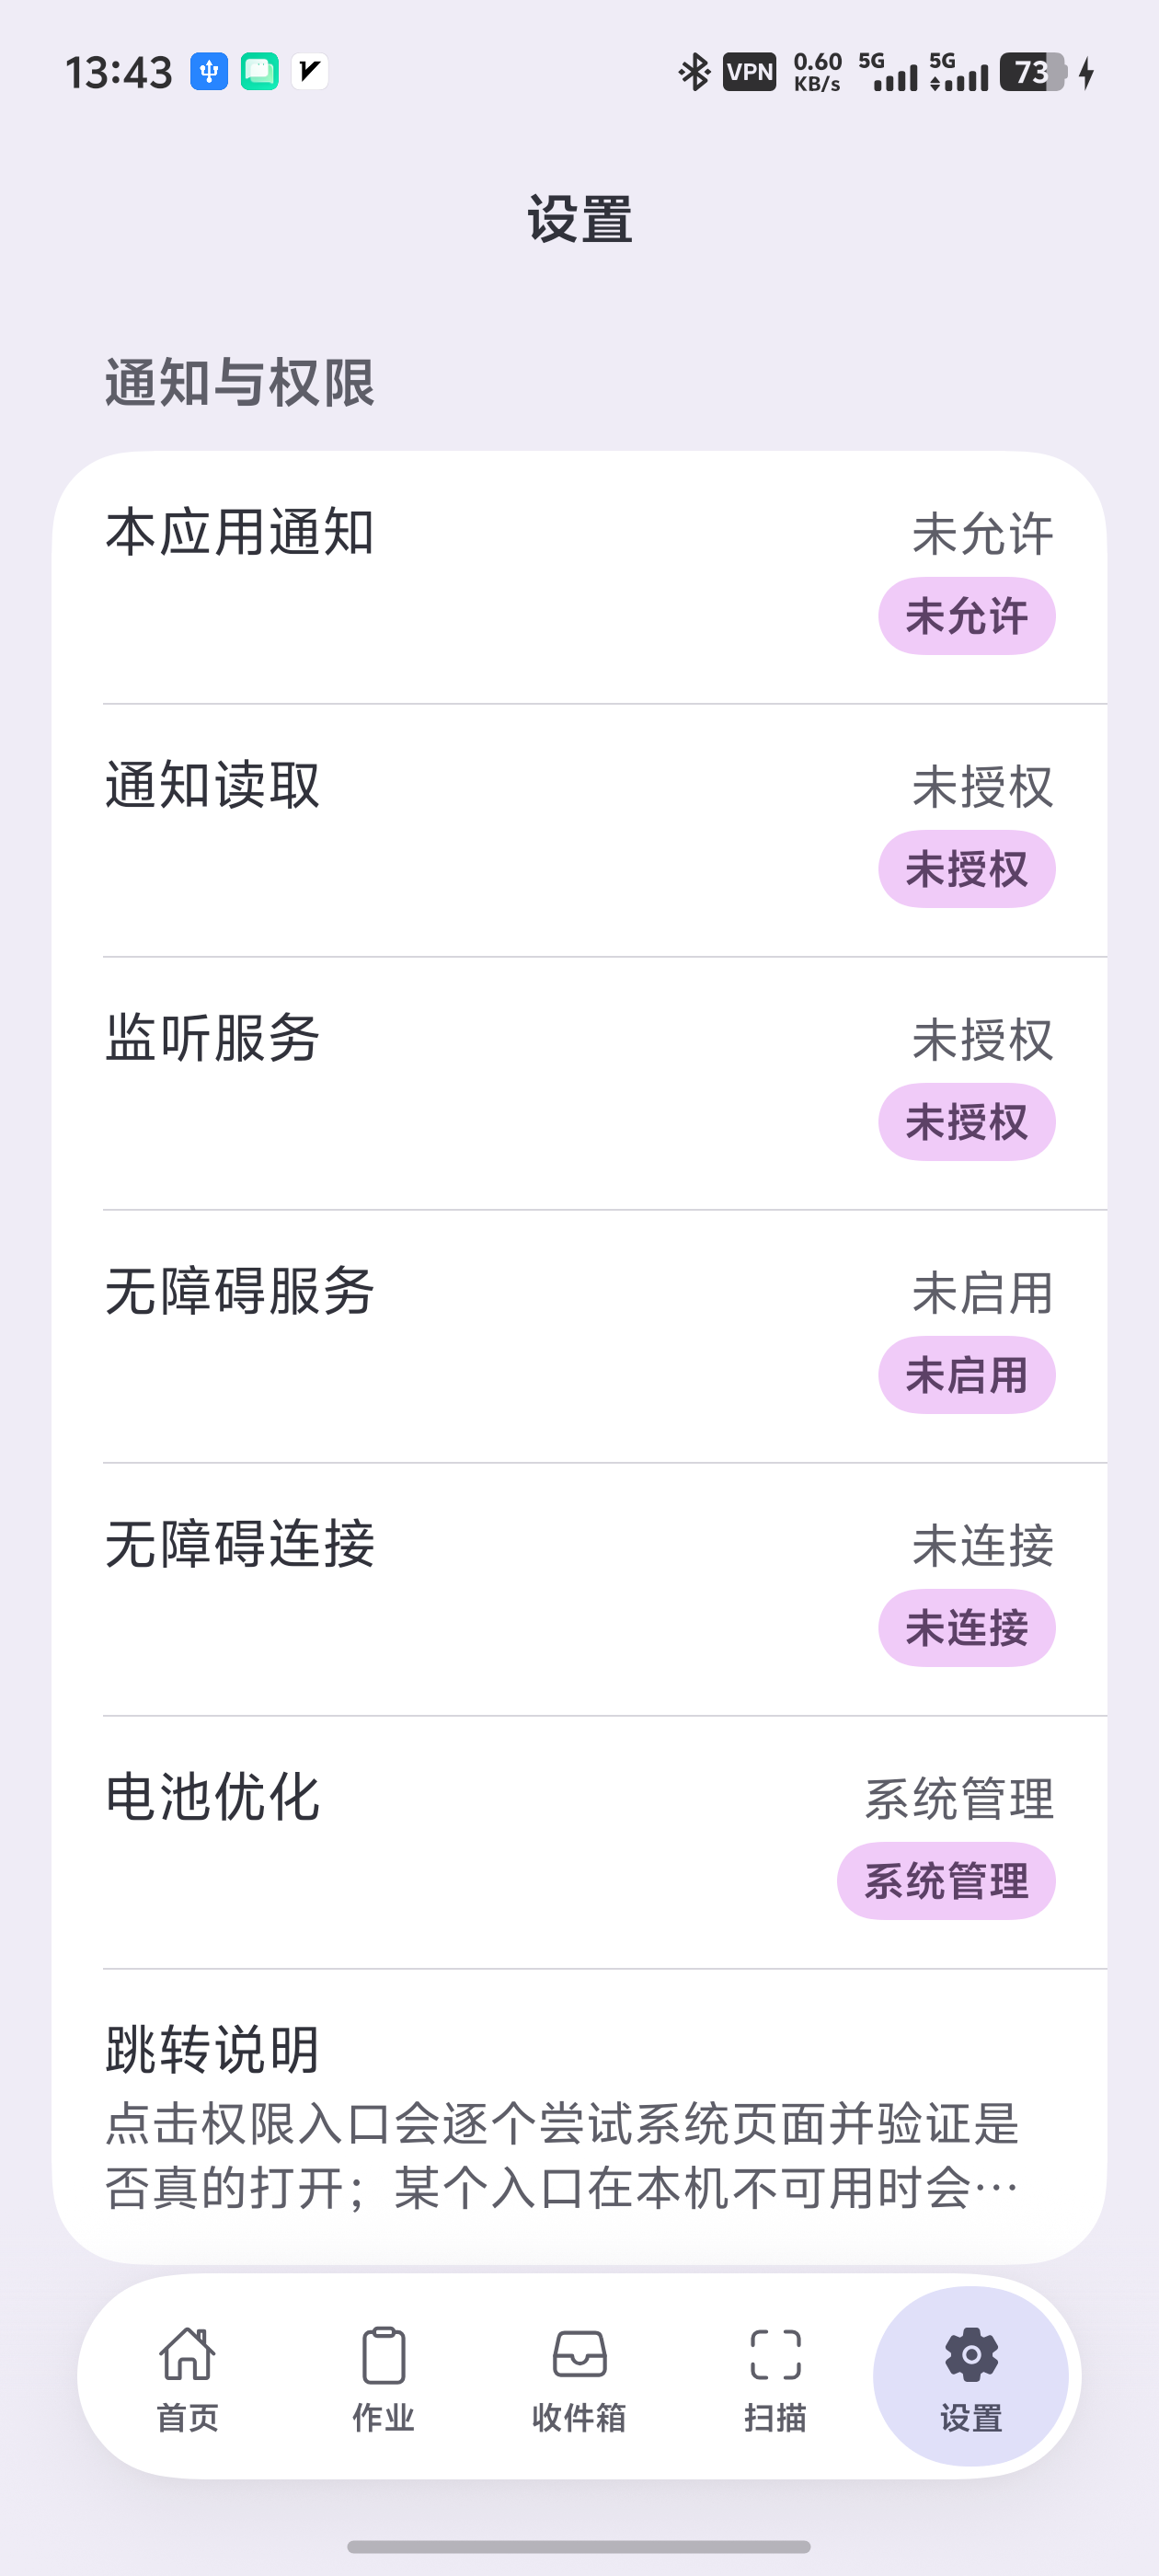 13:43
VPN
0.60
KB/s
5G
5G
73
设置
通知与权限
本应用通知
未允许
未允许
通知读取
未授权
未授权
监听服务
未授权
未授权
无障碍服务
未启用
未启用
无障碍连接
未连接
未连接
电池优化
系统管理
系统管理
跳转说明
点击权限入口会逐个尝试系统页面并验证是
否真的打开；某个入口在本机不可用时会…
首页
作业
收件箱
扫描
设置